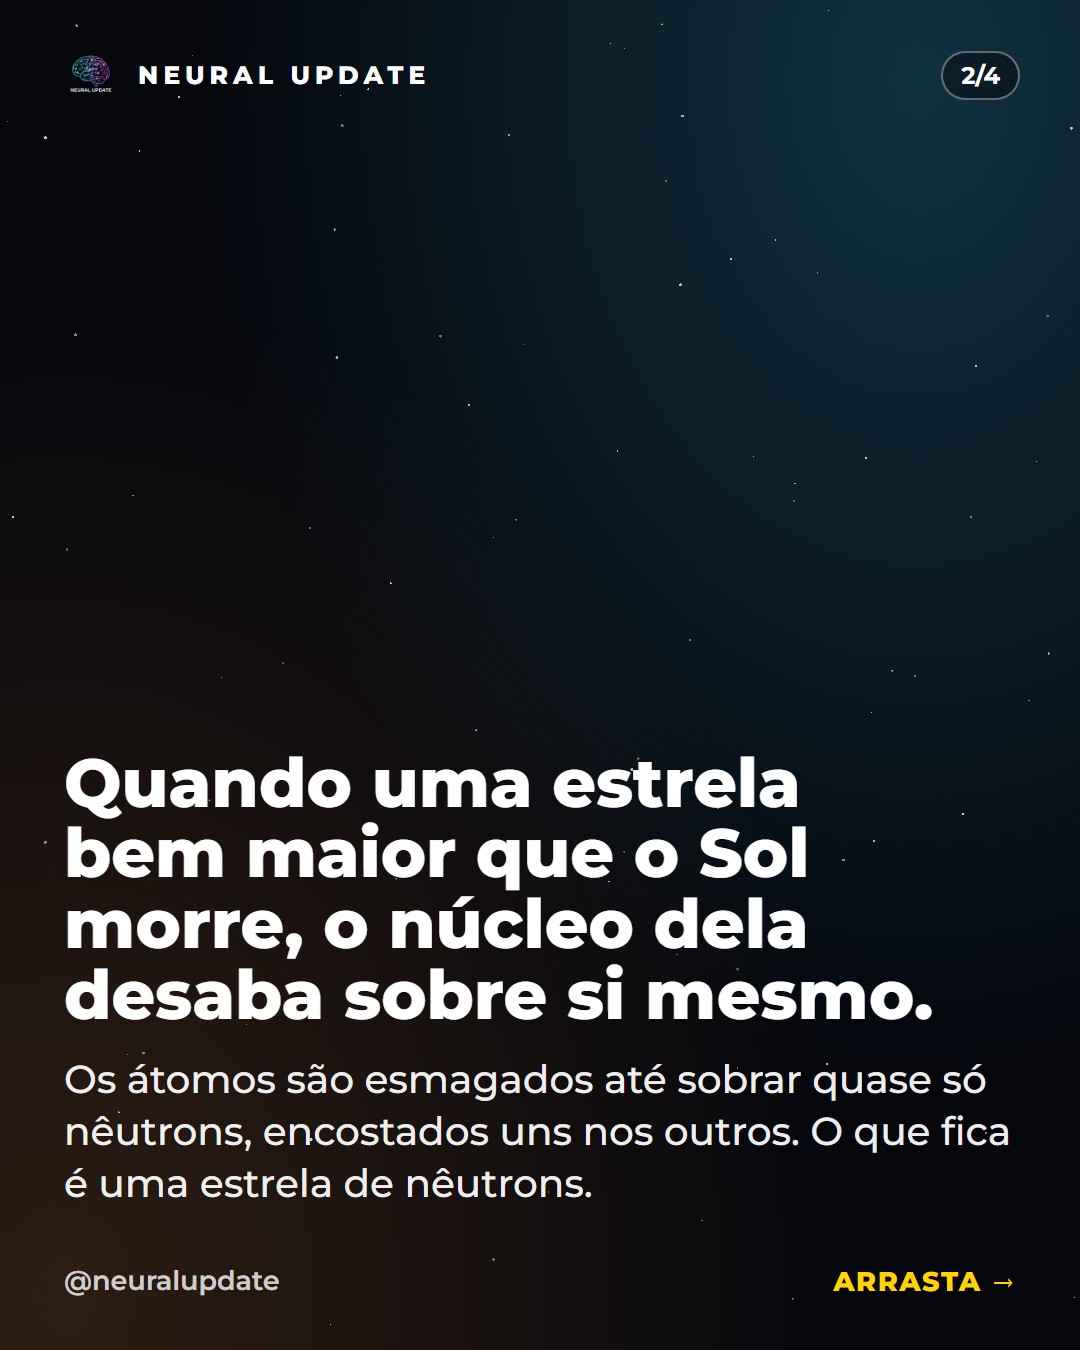 NEURAL UPDATE
NEURAL UPDATE
2/4
Quando uma estrela
bem maior que o Sol
morre, o núcleo dela
desaba sobre si mesmo.
Os átomos são esmagados até sobrar quase só
nêutrons, encostados uns nos outros. O que fica
é uma estrela de nêutrons.
@neuralupdate
ARRASTA →